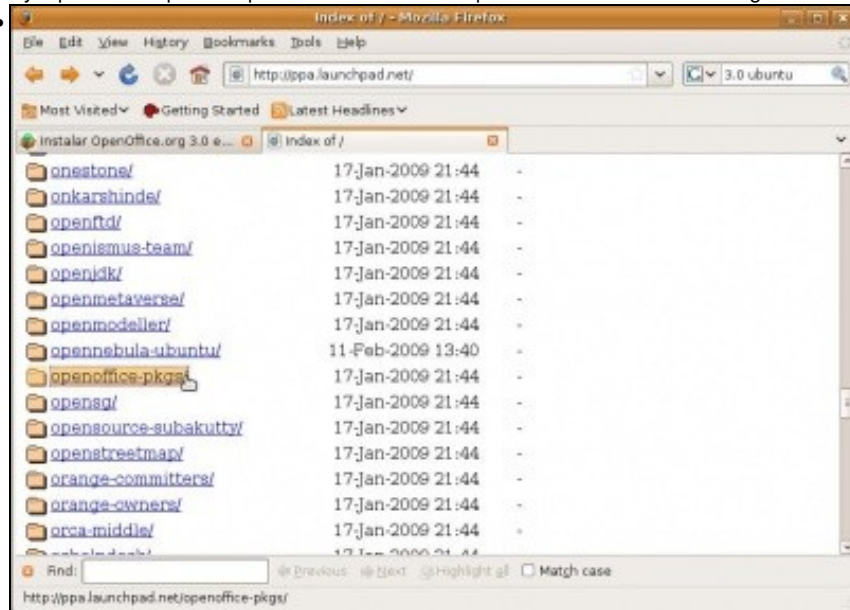 Index of / - Mozilla Firefox
File Edit View History Bookmarks Tools Help
http://ppa.launchpad.net/ 3.0 ubuntu
Most Visited Getting Started Latest Headlines
Instalar OpenOffice.org 3.0 e... Index of /
onestone/ 17-Jan-2009 21:44 -
onkarshinde/ 17-Jan-2009 21:44 -
openftd/ 17-Jan-2009 21:44 -
openismus-team/ 17-Jan-2009 21:44 -
openjdk/ 17-Jan-2009 21:44 -
openmetaverse/ 17-Jan-2009 21:44 -
openmodeller/ 17-Jan-2009 21:44 -
opennebula-ubuntu/ 11-Feb-2009 13:40 -
openoffice-pkgs/ 17-Jan-2009 21:44 -
opensg/ 17-Jan-2009 21:44 -
opensource-subakutty/ 17-Jan-2009 21:44 -
openstreetmap/ 17-Jan-2009 21:44 -
orange-committers/ 17-Jan-2009 21:44 -
orange-owners/ 17-Jan-2009 21:44 -
orca-middle/ 17-Jan-2009 21:44 -
Find: Previous Next Highlight all Match case
http://ppa.launchpad.net/openoffice-pkgs/